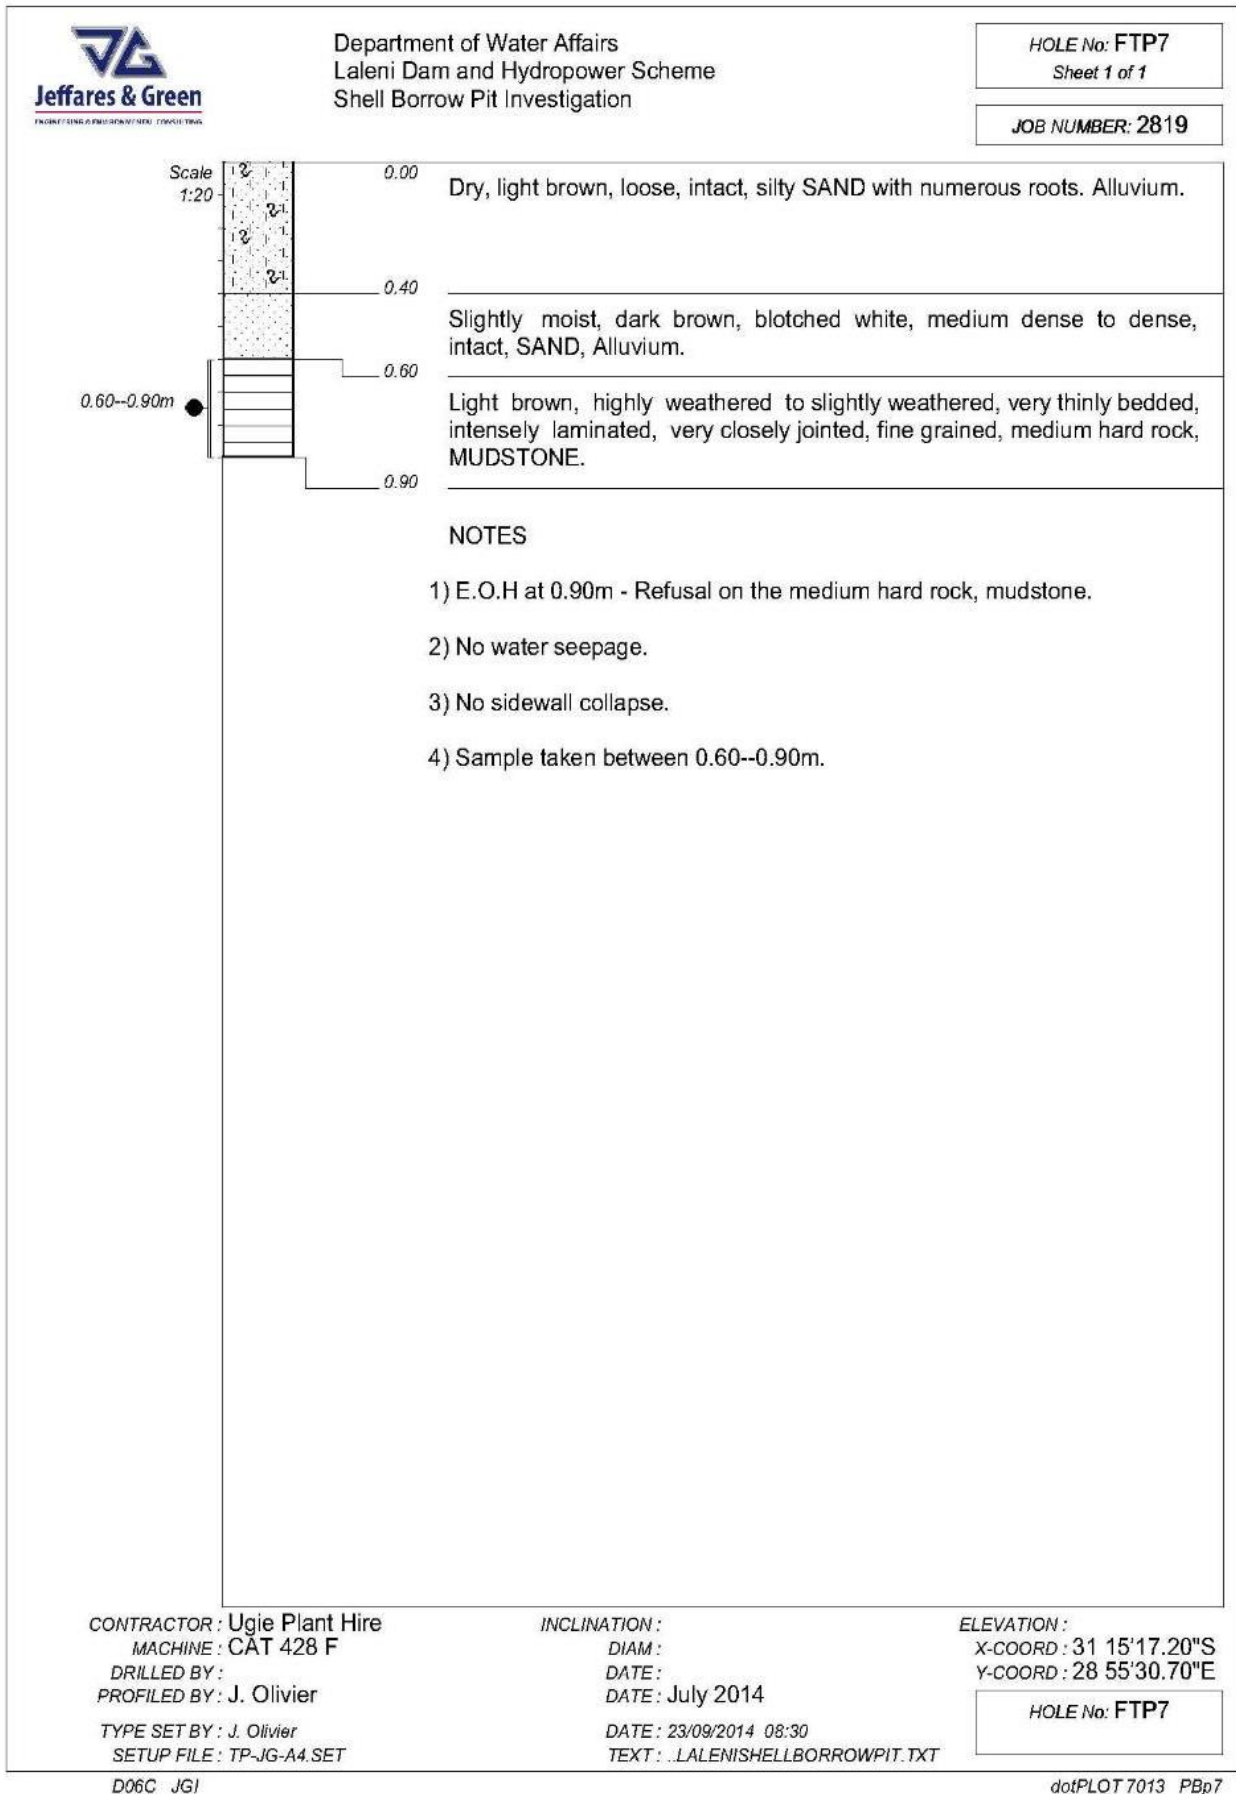 Jeffares & Green
ENGINEERING & ENVIRONMENTAL CONSULTING
Department of Water Affairs
Laleni Dam and Hydropower Scheme
Shell Borrow Pit Investigation
HOLE No: FTP7
Sheet 1 of 1
JOB NUMBER: 2819
Scale
1:20
0.00
Dry, light brown, loose, intact, silty SAND with numerous roots. Alluvium.
0.40
Slightly moist, dark brown, blotched white, medium dense to dense,
intact, SAND, Alluvium.
0.60
0.60--0.90m
Light brown, highly weathered to slightly weathered, very thinly bedded,
intensely laminated, very closely jointed, fine grained, medium hard rock,
MUDSTONE.
0.90
NOTES
1) E.O.H at 0.90m - Refusal on the medium hard rock, mudstone.
2) No water seepage.
3) No sidewall collapse.
4) Sample taken between 0.60--0.90m.
CONTRACTOR : Ugie Plant Hire
MACHINE : CAT 428 F
DRILLED BY :
PROFILED BY : J. Olivier
TYPE SET BY : J. Olivier
SETUP FILE : TP-JG-A4.SET
INCLINATION :
DIAM :
DATE :
DATE : July 2014
DATE : 23/09/2014 08:30
TEXT : ..LALENISHELLBORROWPIT.TXT
ELEVATION :
X-COORD : 31 15'17.20"S
Y-COORD : 28 55'30.70"E
HOLE No: FTP7
D06C JGI
dotPLOT 7013 PBp7